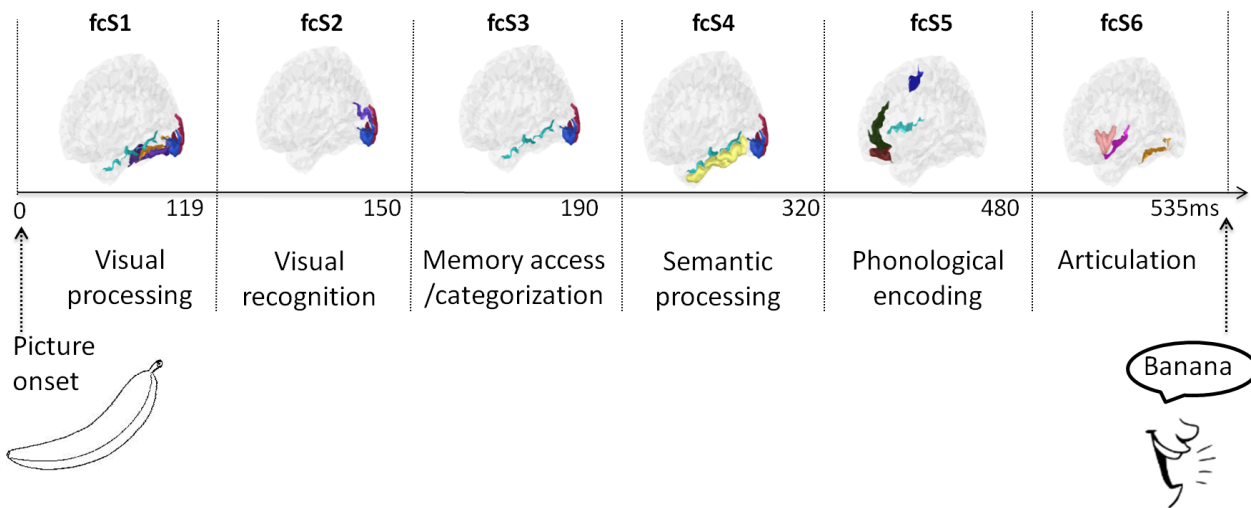 fcS1 fcS2 fcS3 fcS4 fcS5 fcS6
0 119 150 190 320 480 535ms
Visual
processing
Visual
recognition
Memory access
/categorization
Semantic
processing
Phonological
encoding
Articulation
Picture
onset
Banana